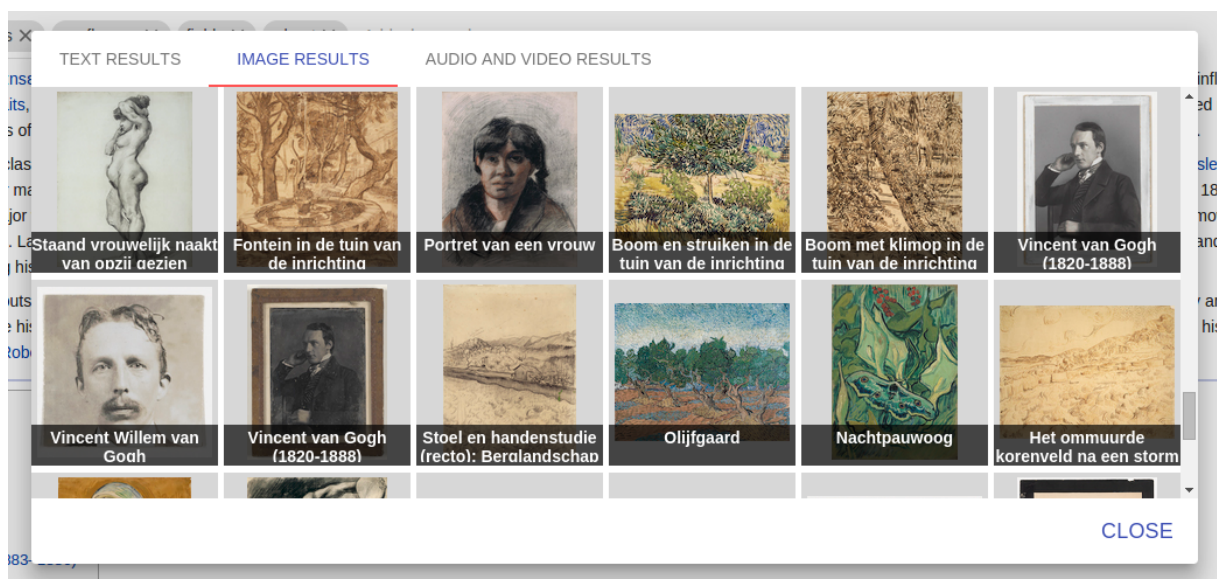 TEXT RESULTS
IMAGE RESULTS
AUDIO AND VIDEO RESULTS
Staand vrouwelijk naakt
van opzij gezien
Fontein in de tuin van
de inrichting
Portret van een vrouw
Boom en struiken in de
tuin van de inrichting
Boom met klimop in de
tuin van de inrichting
Vincent van Gogh
(1820-1888)
Vincent Willem van
Gogh
Vincent van Gogh
(1820-1888)
Stoel en handenstudie
(recto): Berglandschap
Olijfgaard
Nachtpauwoog
Het ommuurde
korenveld na een storm
CLOSE